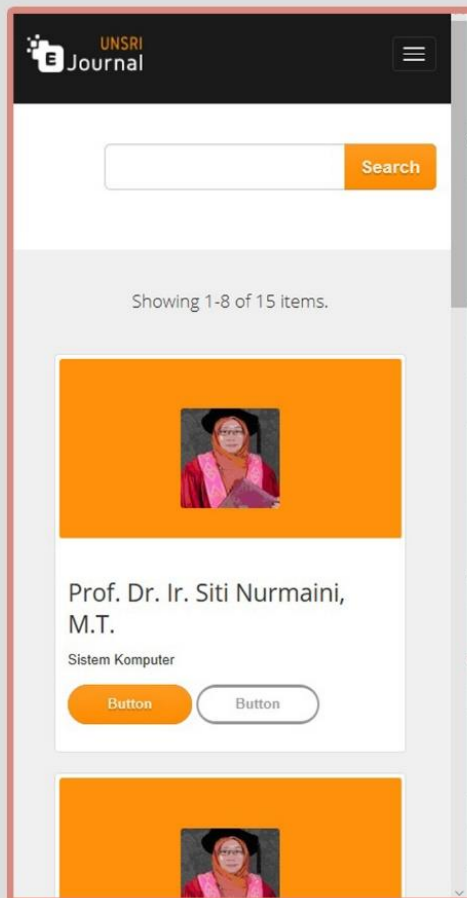 UNSRI
E Journal
Search
Showing 1-8 of 15 items.
Prof. Dr. Ir. Siti Nurmaini,
M.T.
Sistem Komputer
Button Button